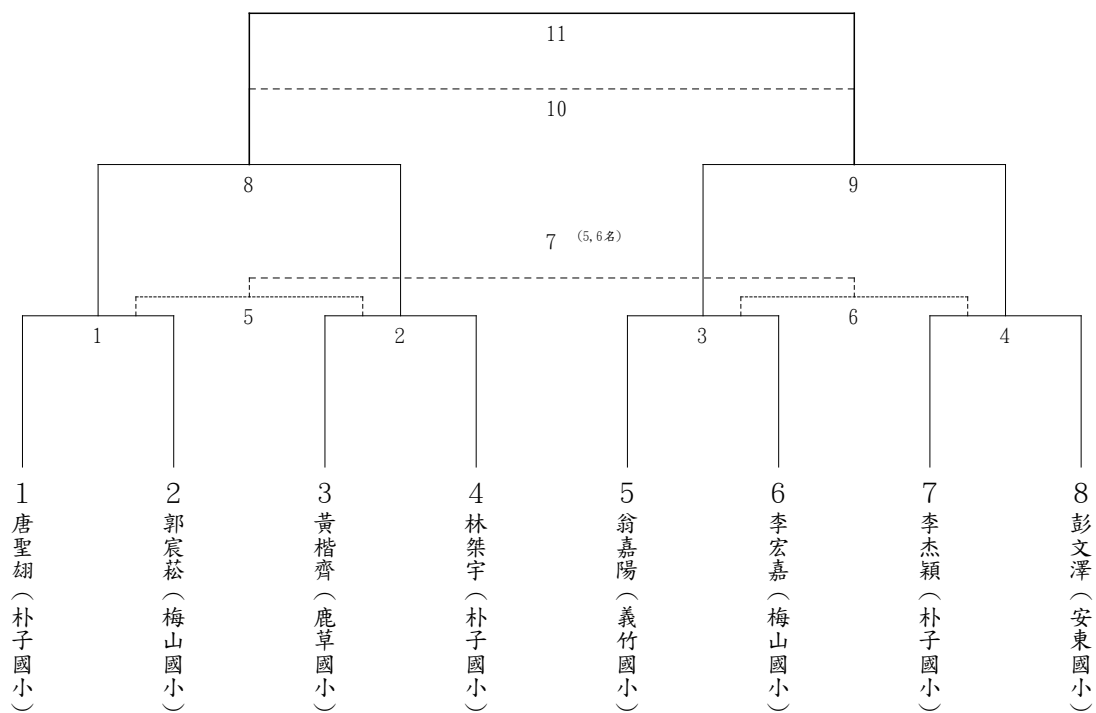 11
10
8
9
7 (5,6名)
5
6
1
2
3
4
1 唐聖翃(朴子國小)
2 郭宸菘(梅山國小)
3 黃楷齊(鹿草國小)
4 林桀宇(朴子國小)
5 翁嘉陽(義竹國小)
6 李宏嘉(梅山國小)
7 李杰穎(朴子國小)
8 彭文澤(安東國小)